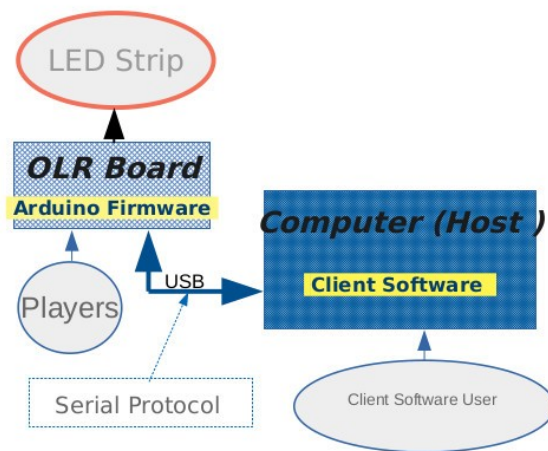 LED Strip
OLR Board
Arduino Firmware
Computer (Host )
USB
Client Software
Players
Serial Protocol
Client Software User